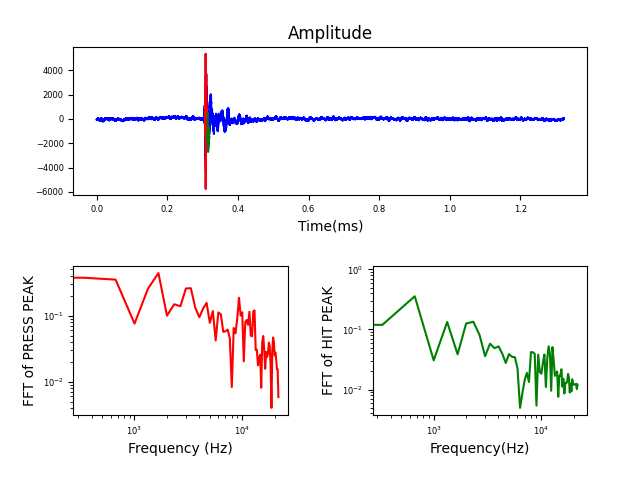 Amplitude
4000
2000
0
−2000
−4000
−6000
0.0 0.2 0.4 0.6 0.8 1.0 1.2
Time(ms)
FFT of PRESS PEAK
10⁻¹
10⁻²
10³ 10⁴
Frequency (Hz)
FFT of HIT PEAK
10⁰
10⁻¹
10⁻²
10³ 10⁴
Frequency(Hz)